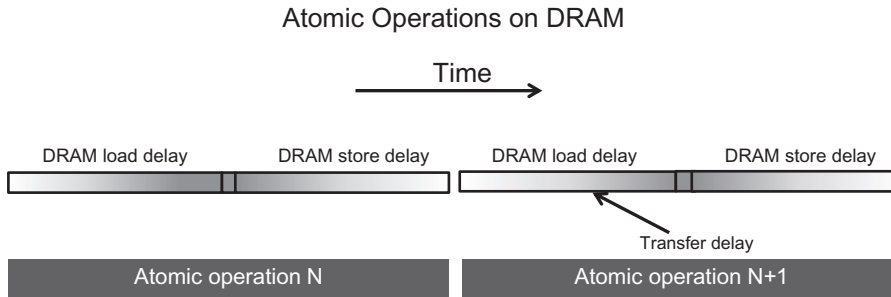 Atomic Operations on DRAM
Time
DRAM load delay DRAM store delay DRAM load delay DRAM store delay
Transfer delay
Atomic operation N Atomic operation N+1